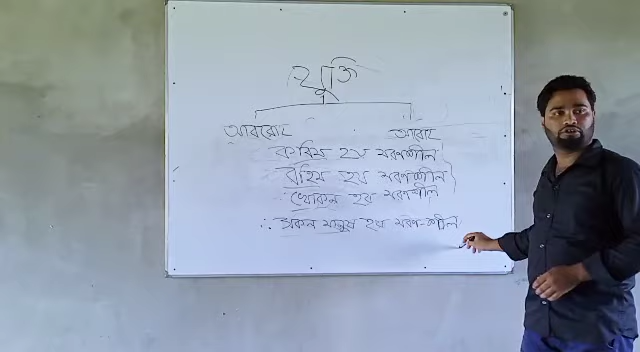 যুক্তি
অবরোহ আরোহ
করিম হয় মরণশীল
রহিম হয় মরণশীল
খোকন হয় মরণশীল
∴ সকল মানুষ হয় মরণশীল